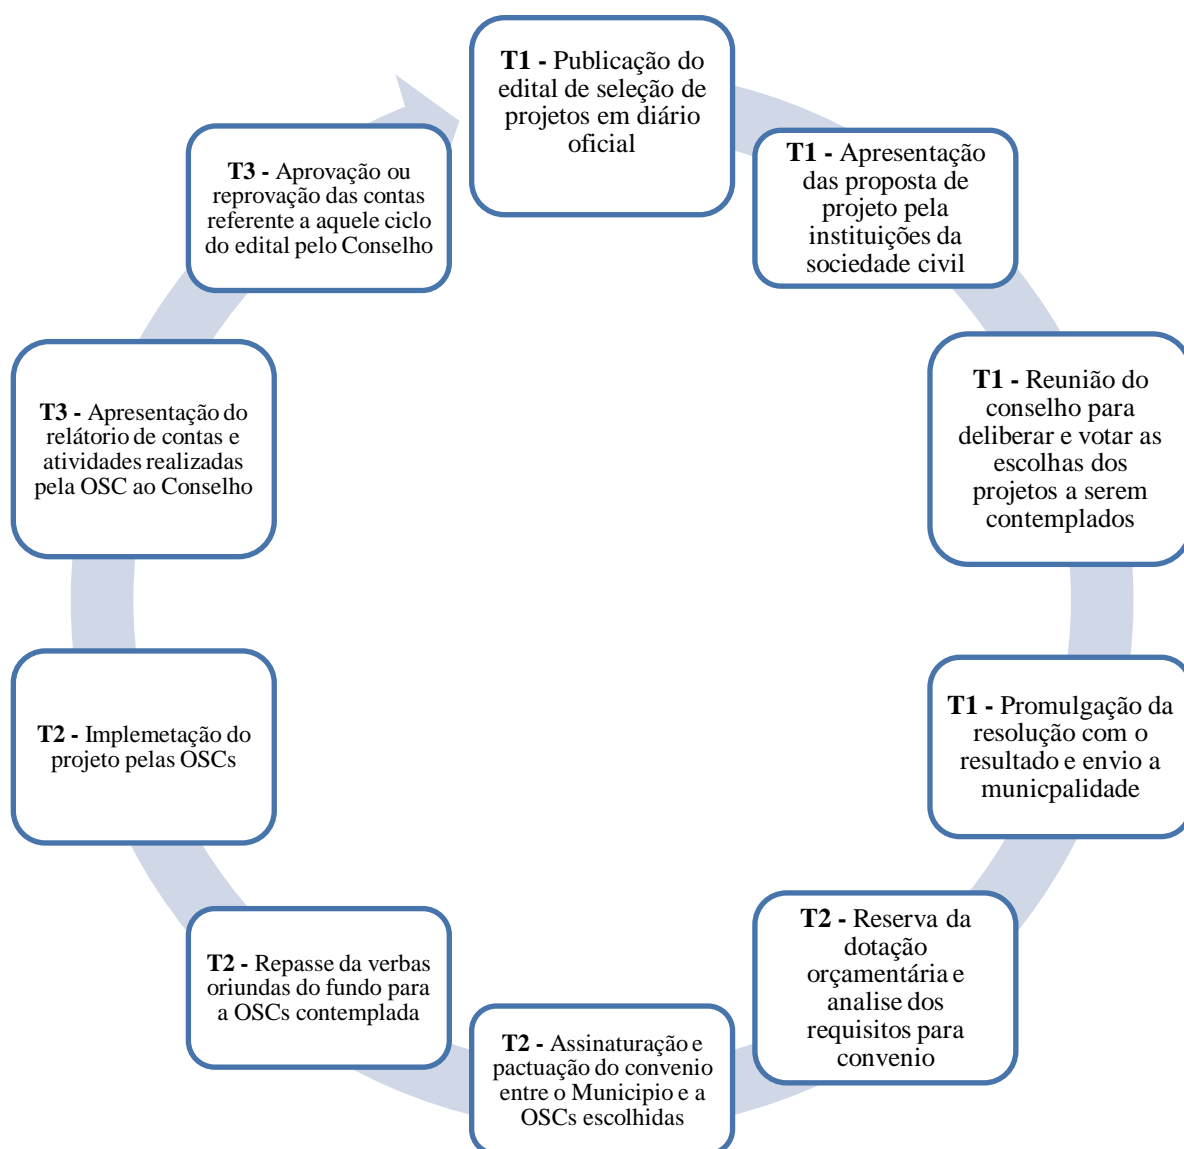 T1 - Publicação do
edital de seleção de
projetos em diário
oficial
T1 - Apresentação
das proposta de
projeto pela
instituições da
sociedade civil
T1 - Reunião do
conselho para
deliberar e votar as
escolhas dos
projetos a serem
contemplados
T1 - Promulgação da
resolução com o
resultado e envio a
municpalidade
T2 - Reserva da
dotação
orçamentária e
analise dos
requisitos para
convenio
T2 - Assinaturação e
pactuação do convenio
entre o Municipio e a
OSCs escolhidas
T2 - Repasse da verbas
oriundas do fundo para
a OSCs contemplada
T2 - Implemetação do
projeto pelas OSCs
T3 - Apresentação do
relátorio de contas e
atividades realizadas
pela OSC ao Conselho
T3 - Aprovação ou
reprovação das contas
referente a aquele ciclo
do edital pelo Conselho